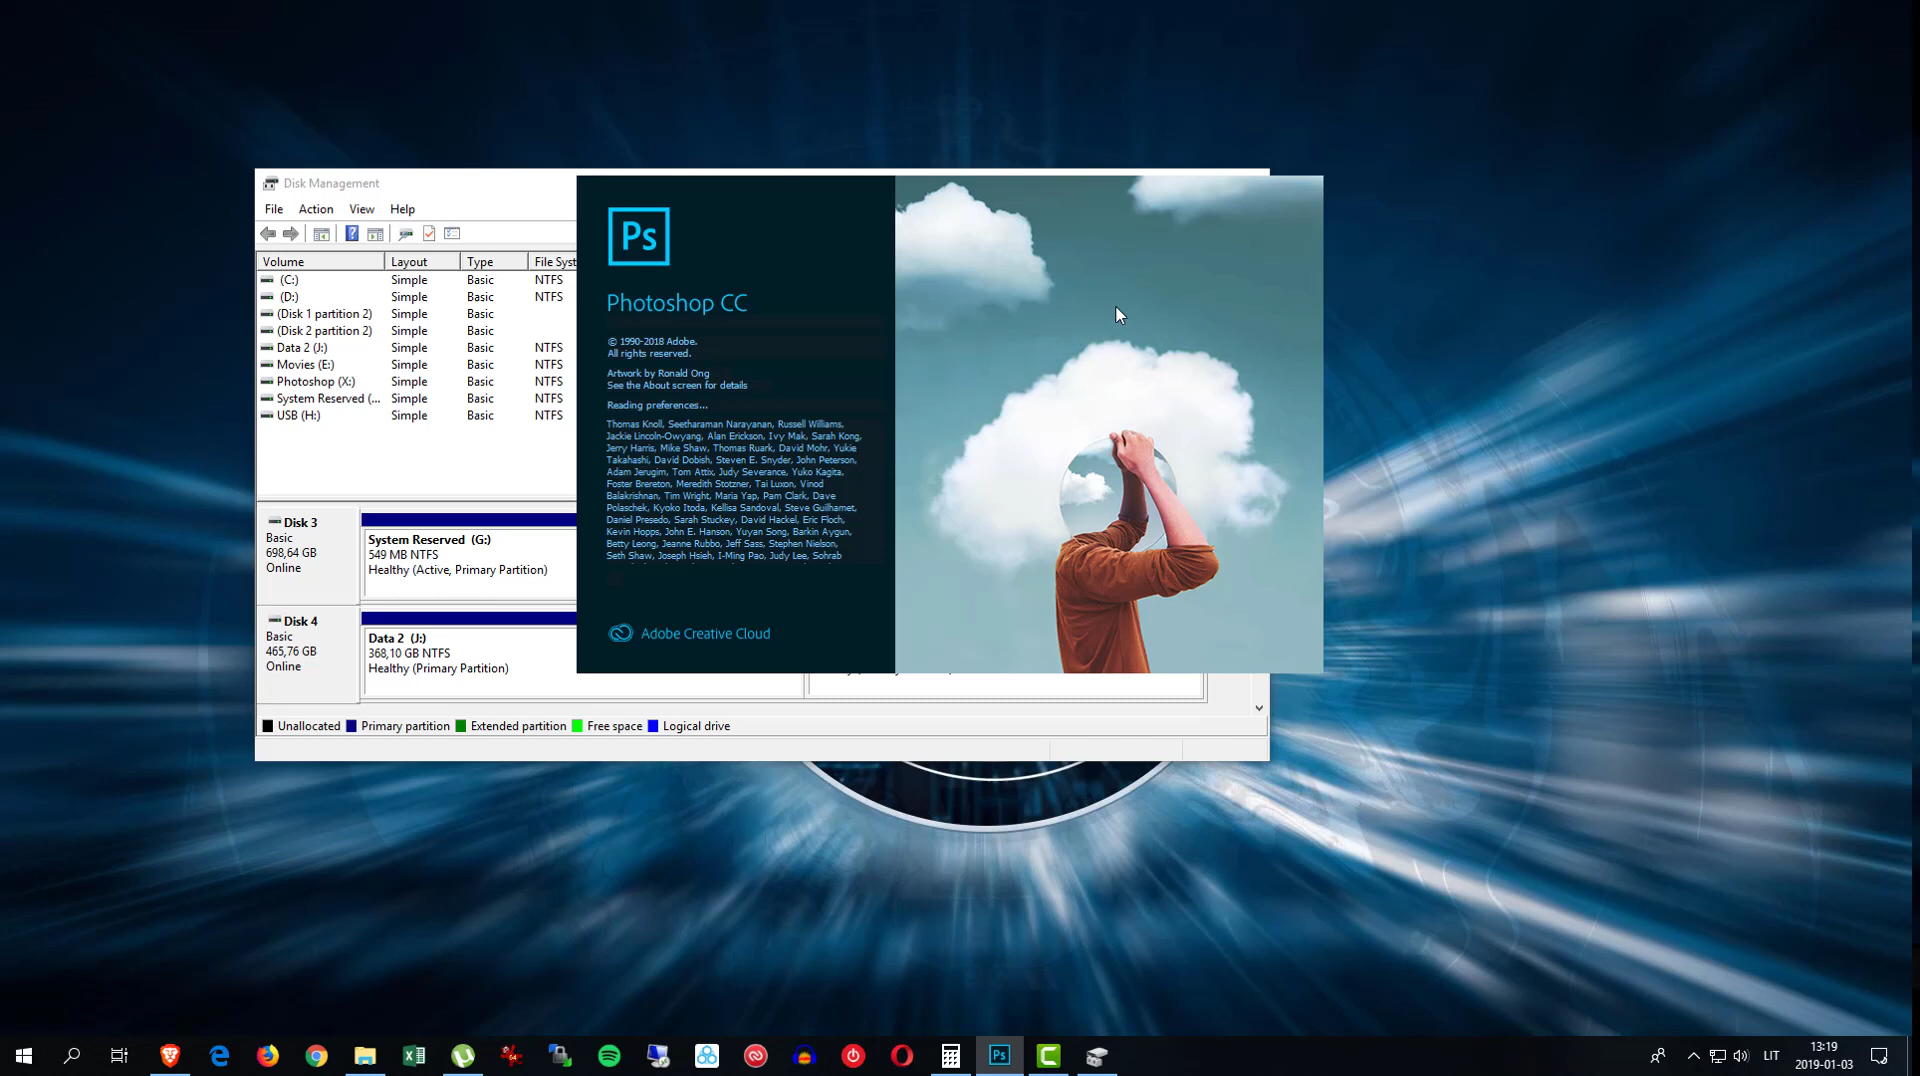 Disk Management
File Action View Help
Volume Layout Type File Syst
(C:) Simple Basic NTFS
(D:) Simple Basic NTFS
(Disk 1 partition 2) Simple Basic
(Disk 2 partition 2) Simple Basic
Data 2 (J:) Simple Basic NTFS
Movies (E:) Simple Basic NTFS
Photoshop (X:) Simple Basic NTFS
System Reserved (... Simple Basic NTFS
USB (H:) Simple Basic NTFS
Disk 3
Basic
698,64 GB
Online
System Reserved (G:)
549 MB NTFS
Healthy (Active, Primary Partition)
Disk 4
Basic
465,76 GB
Online
Data 2 (J:)
368,10 GB NTFS
Healthy (Primary Partition)
Unallocated Primary partition Extended partition Free space Logical drive
Ps
Photoshop CC
© 1990-2018 Adobe.
All rights reserved.
Artwork by Ronald Ong
See the About screen for details
Reading preferences...
Thomas Knoll, Seetharaman Narayanan, Russell Williams,
Jackie Lincoln-Owyang, Alan Erickson, Ivy Mak, Sarah Kong,
Jerry Harris, Mike Shaw, Thomas Ruark, David Mohr, Yukie
Takahashi, David Dobish, Steven E. Snyder, John Peterson,
Adam Jerugim, Tom Attix, Judy Severance, Yuko Kagita,
Foster Brereton, Meredith Stotzner, Tai Luxon, Vinod
Balakrishnan, Tim Wright, Maria Yap, Pam Clark, Dave
Polaschek, Kyoko Itoda, Kellisa Sandoval, Steve Guilhamet,
Daniel Presedo, Sarah Stuckey, David Hackel, Eric Floch,
Kevin Hopps, John E. Hanson, Yuyan Song, Barkin Aygun,
Betty Leong, Jeanne Rubbo, Jeff Sass, Stephen Nielson,
Seth Shaw, Joseph Hsieh, I-Ming Pao, Judy Lee, Sohrab
Adobe Creative Cloud
64
Ps
LIT
13:19
2019-01-03